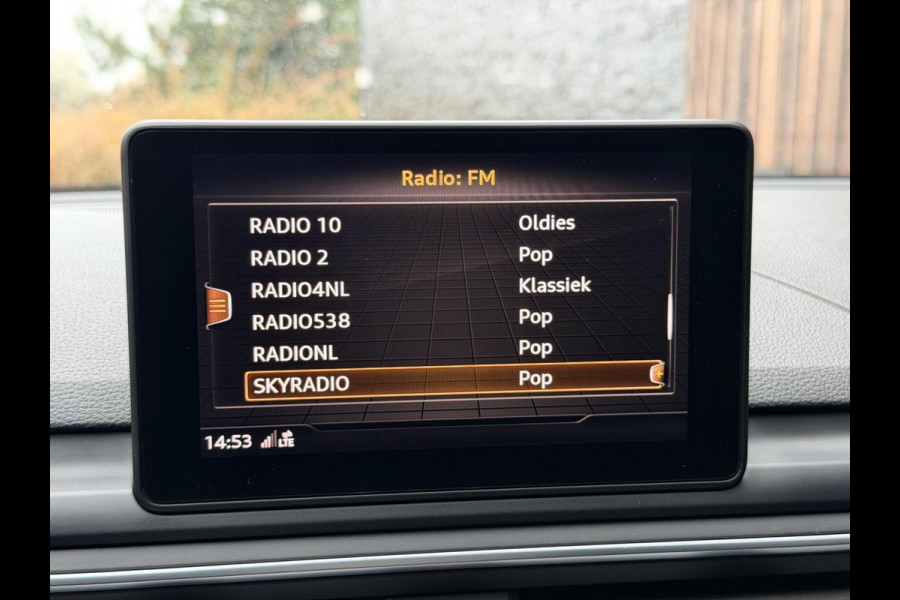 Radio: FM
RADIO 10 Oldies
RADIO 2 Pop
RADIO4NL Klassiek
RADIO538 Pop
RADIONL Pop
SKYRADIO Pop
14:53 LTE